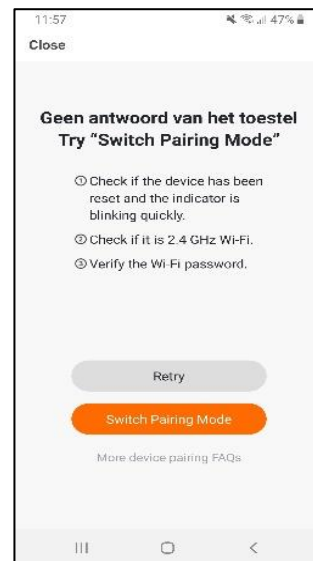 11:57 47%
Close
Geen antwoord van het toestel
Try “Switch Pairing Mode”
① Check if the device has been
reset and the indicator is
blinking quickly.
② Check if it is 2.4 GHz Wi-Fi.
③ Verify the Wi-Fi password.
Retry
Switch Pairing Mode
More device pairing FAQs